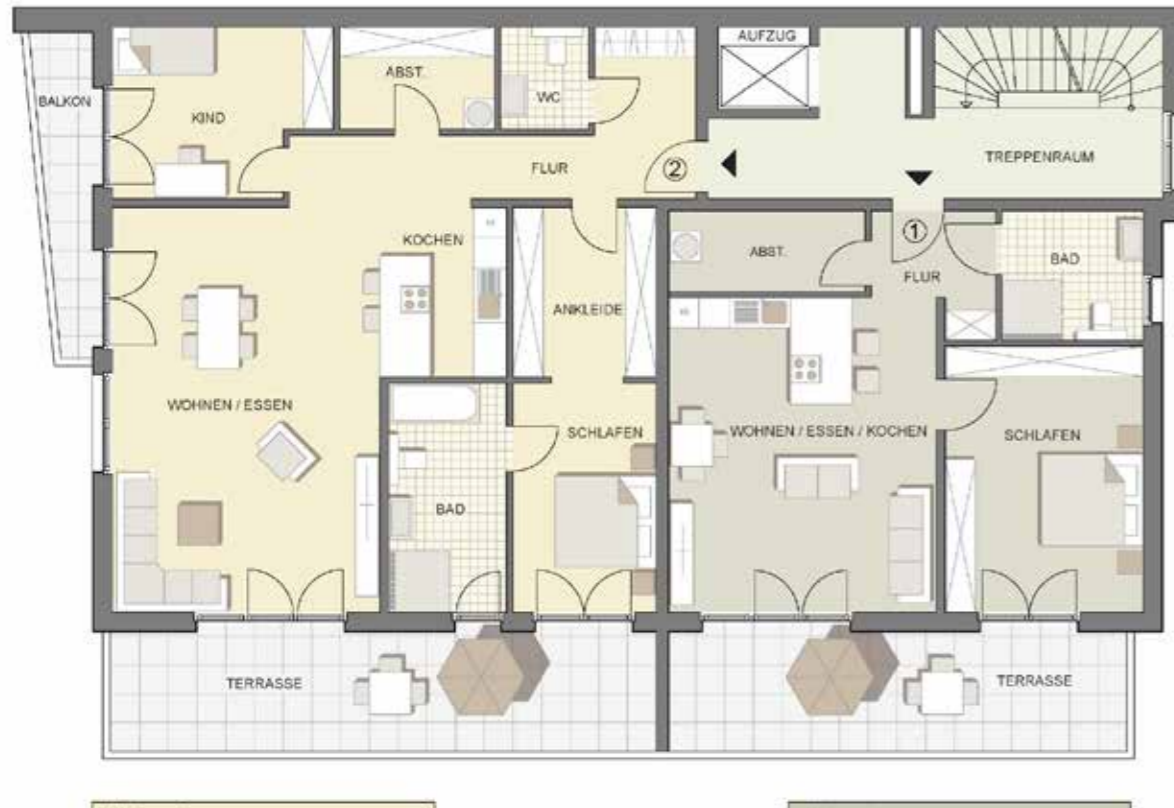 AUFZUG
ABST.
BALKON
WC
KIND
TREPPENRAUM
FLUR
②
①
KOCHEN
ABST.
FLUR
BAD
ANKLEIDE
WOHNEN / ESSEN
SCHLAFEN
WOHNEN / ESSEN / KOCHEN
SCHLAFEN
BAD
TERRASSE
TERRASSE